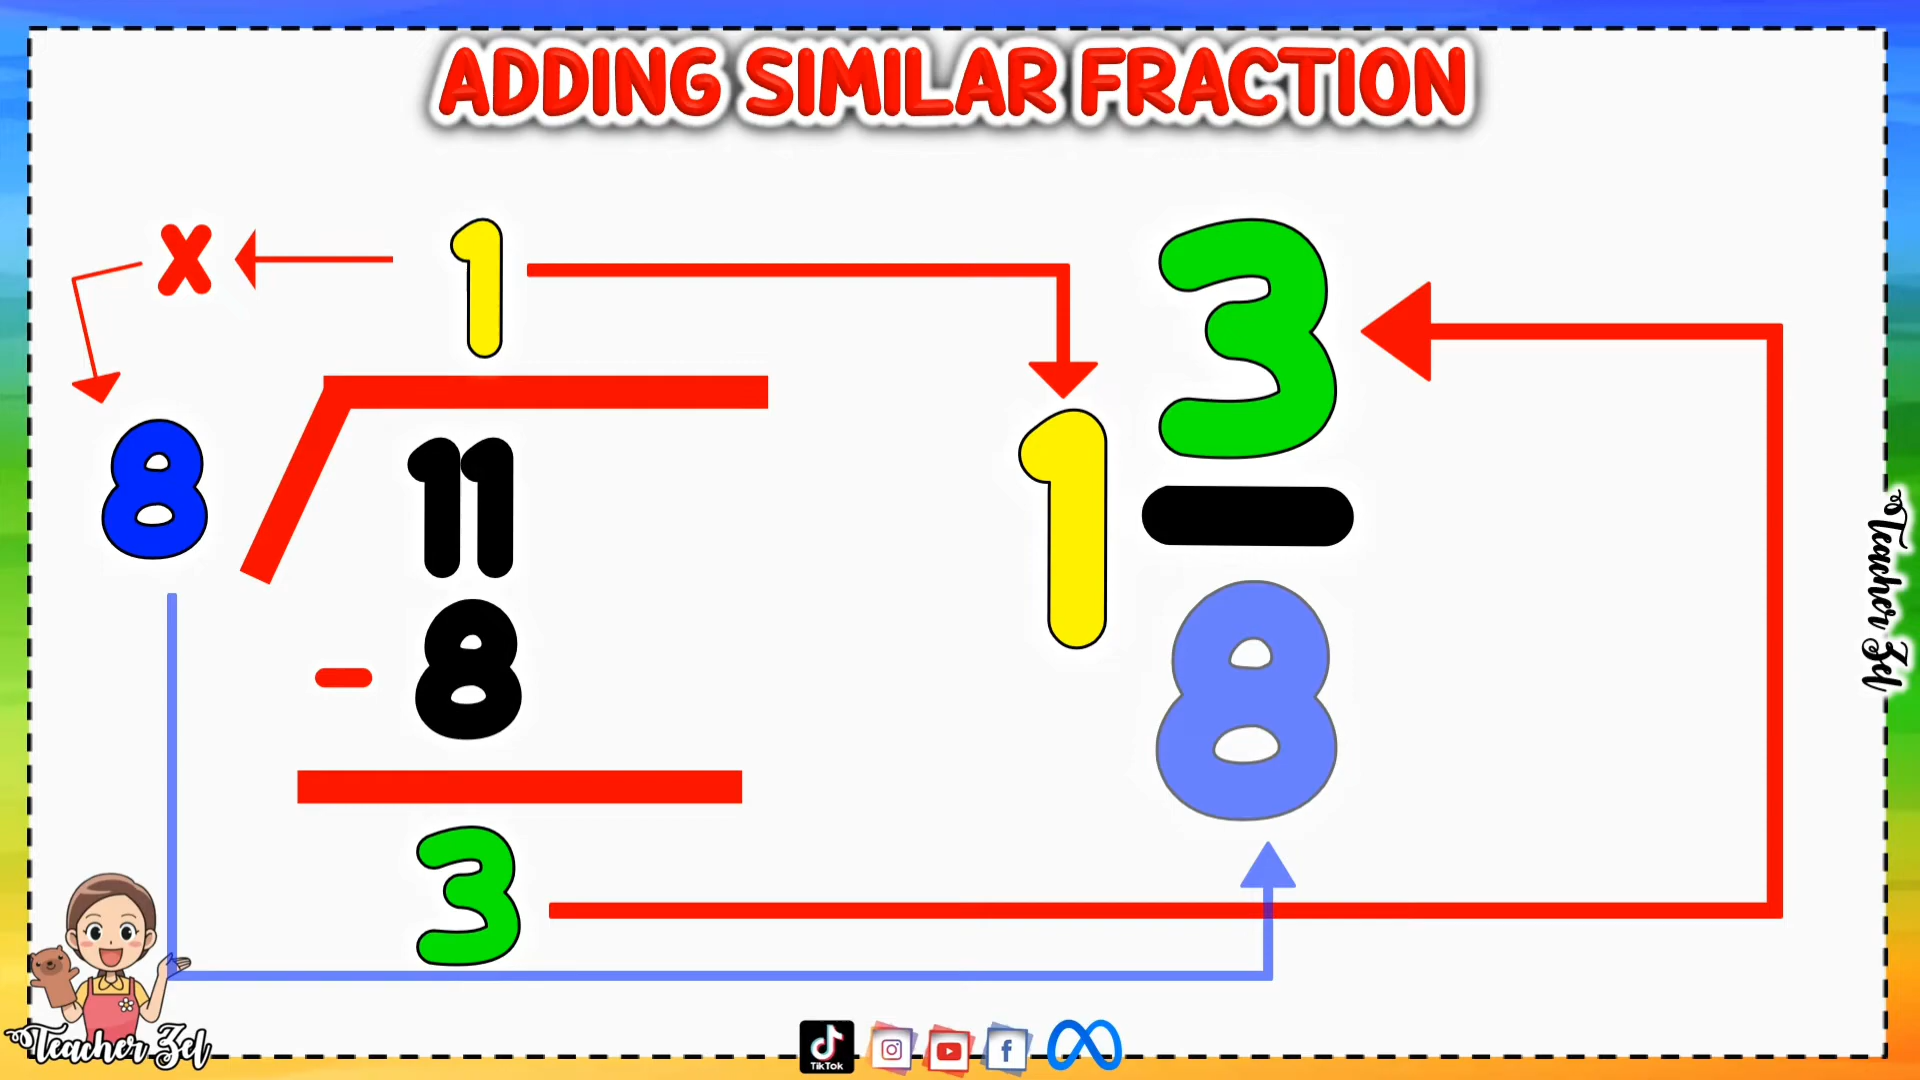 ADDING SIMILAR FRACTION
x 1
8 11
- 8
3
1 3
8
Teacher Zel
Teacher Zel
TikTok